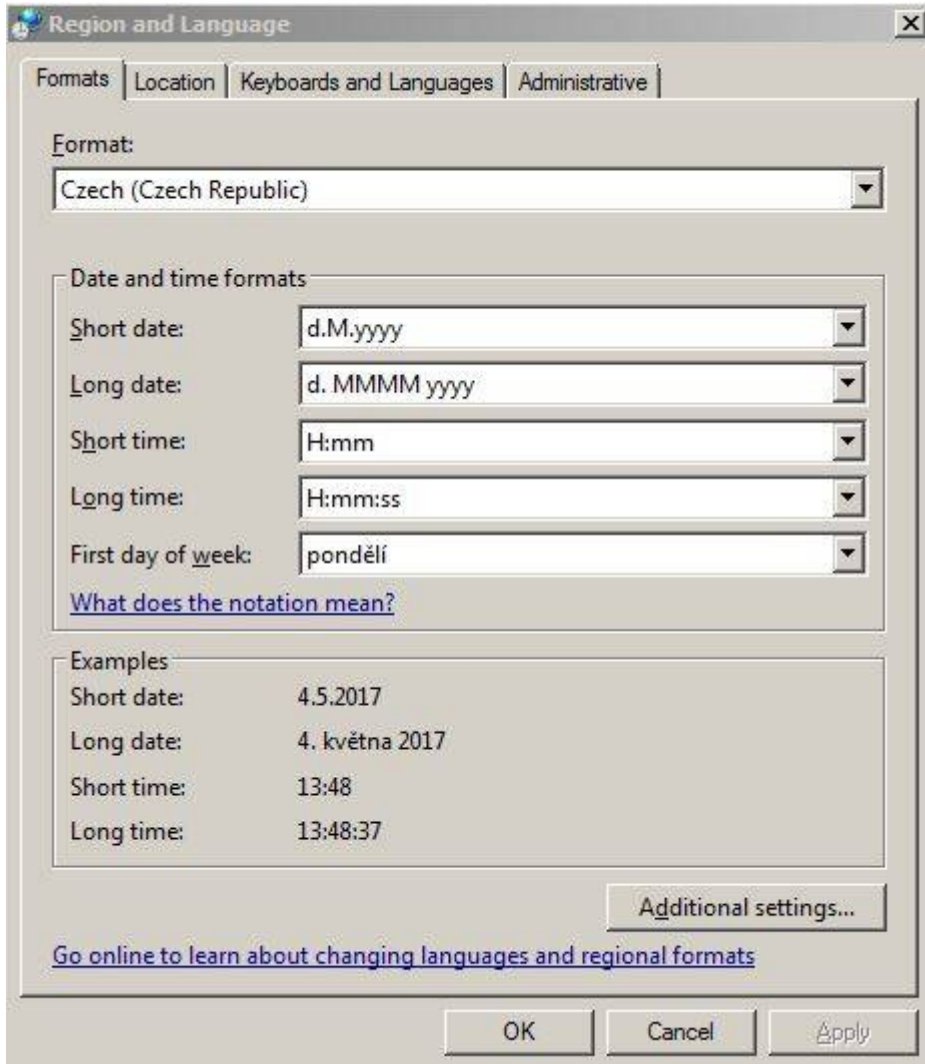 Region and Language
Formats Location Keyboards and Languages Administrative
Format:
Czech (Czech Republic)
Date and time formats
Short date: d.M.yyyy
Long date: d. MMMM yyyy
Short time: H:mm
Long time: H:mm:ss
First day of week: pondělí
What does the notation mean?
Examples
Short date: 4.5.2017
Long date: 4. května 2017
Short time: 13:48
Long time: 13:48:37
Additional settings...
Go online to learn about changing languages and regional formats
OK Cancel Apply